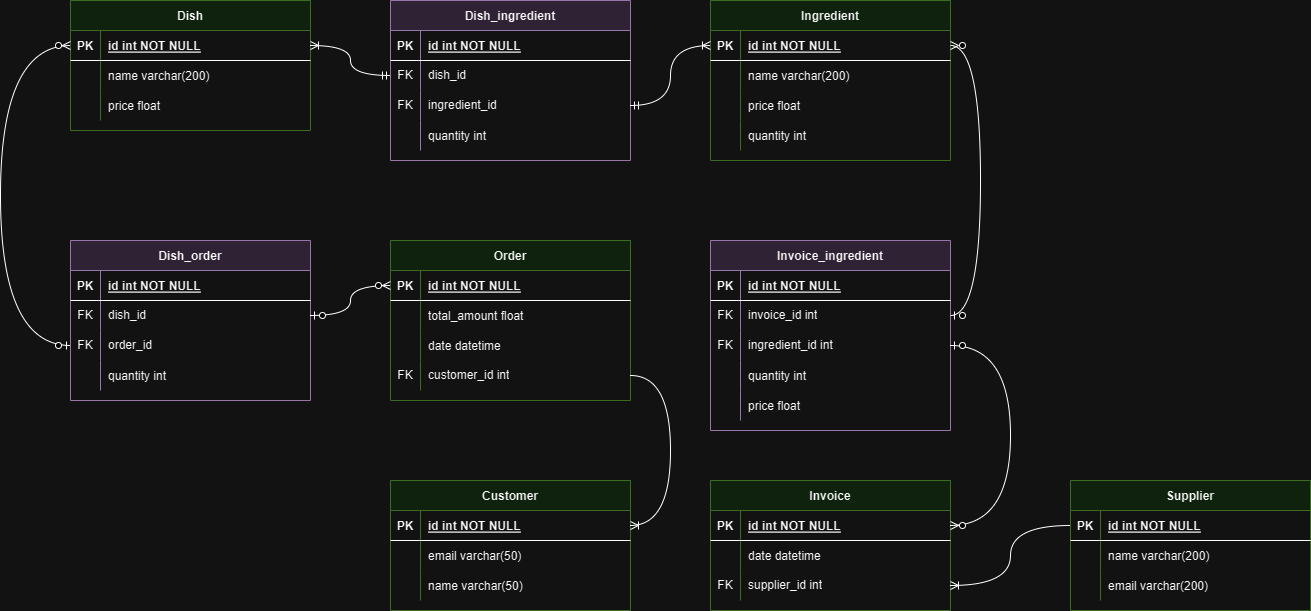 Dish
PK id int NOT NULL
name varchar(200)
price float
Dish_ingredient
PK id int NOT NULL
FK dish_id
FK ingredient_id
quantity int
Ingredient
PK id int NOT NULL
name varchar(200)
price float
quantity int
Dish_order
PK id int NOT NULL
FK dish_id
FK order_id
quantity int
Order
PK id int NOT NULL
total_amount float
date datetime
FK customer_id int
Invoice_ingredient
PK id int NOT NULL
FK invoice_id int
FK ingredient_id int
quantity int
price float
Customer
PK id int NOT NULL
email varchar(50)
name varchar(50)
Invoice
PK id int NOT NULL
date datetime
FK supplier_id int
Supplier
PK id int NOT NULL
name varchar(200)
email varchar(200)